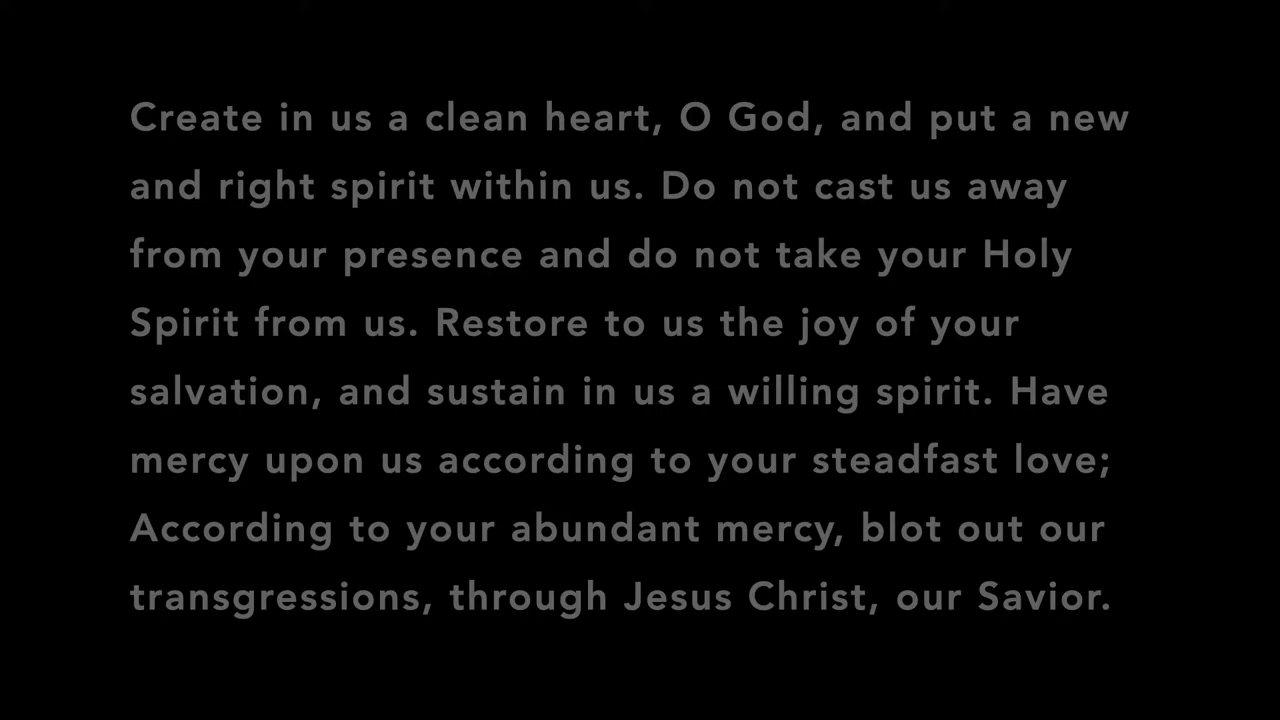 Create in us a clean heart, O God, and put a new
and right spirit within us. Do not cast us away
from your presence and do not take your Holy
Spirit from us. Restore to us the joy of your
salvation, and sustain in us a willing spirit. Have
mercy upon us according to your steadfast love;
According to your abundant mercy, blot out our
transgressions, through Jesus Christ, our Savior.